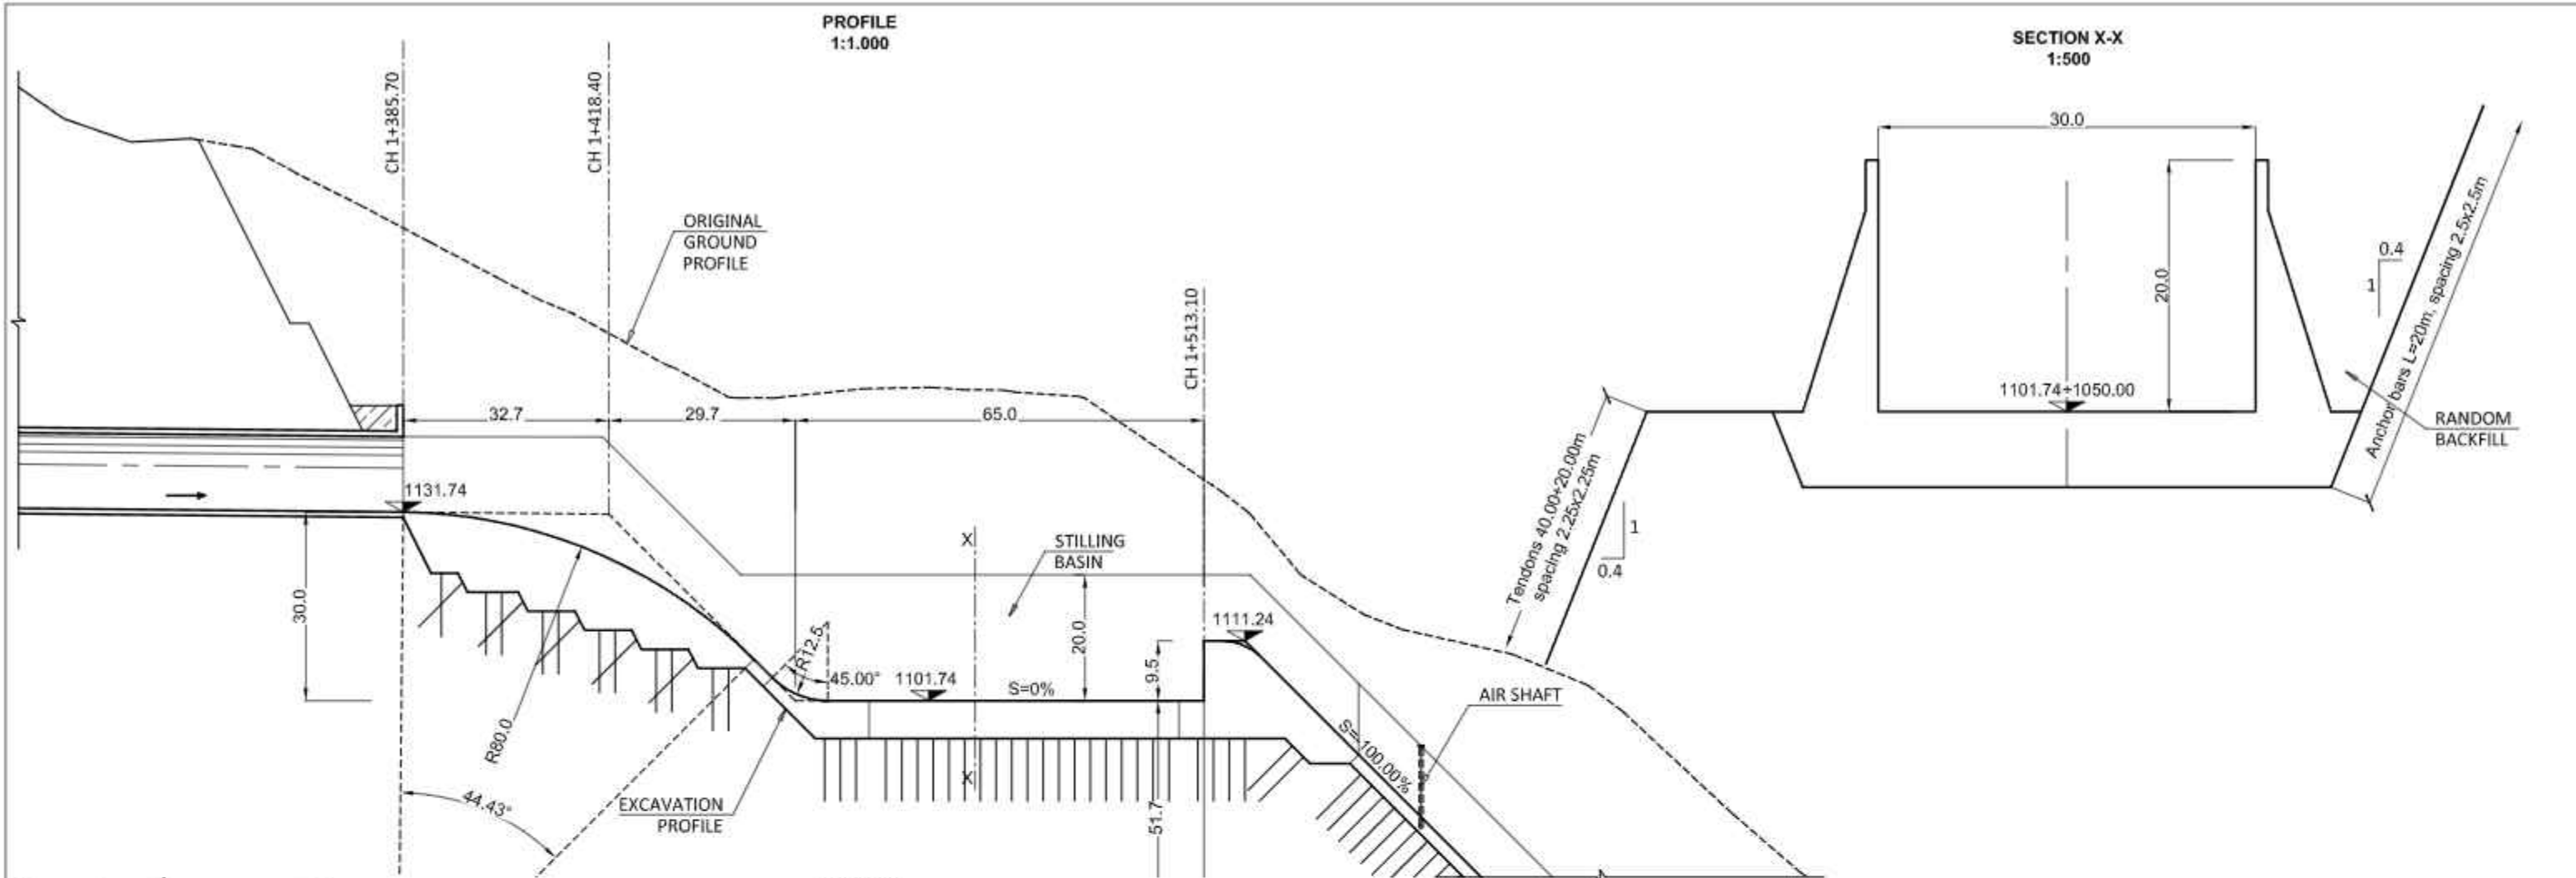 PROFILE
1:1.000
SECTION X-X
1:500
CH 1+385.70
CH 1+418.40
CH 1+513.10
ORIGINAL
GROUND
PROFILE
32.7
29.7
65.0
1131.74
30.0
R80.0
44.43°
EXCAVATION
PROFILE
R12.5
45.00°
1101.74
S=0%
X
X
STILLING
BASIN
20.0
9.5
1111.24
51.7
S=-100.00%
AIR SHAFT
30.0
20.0
1101.74÷1050.00
Tendons 40.00÷20.00m
spacing 2.25x2.25m
1
0.4
0.4
1
Anchor bars L=20m, spacing 2.5x2.5m
RANDOM
BACKFILL